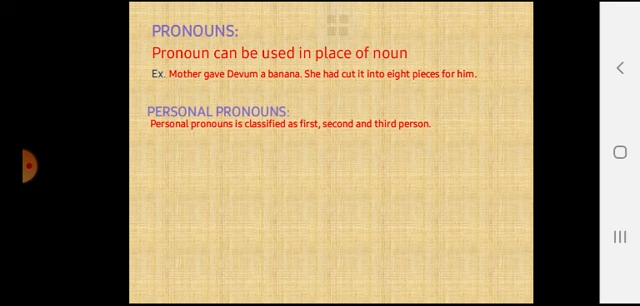 PRONOUNS:
Pronoun can be used in place of noun
Ex. Mother gave Devum a banana. She had cut it into eight pieces for him.
PERSONAL PRONOUNS:
Personal pronouns is classified as first, second and third person.